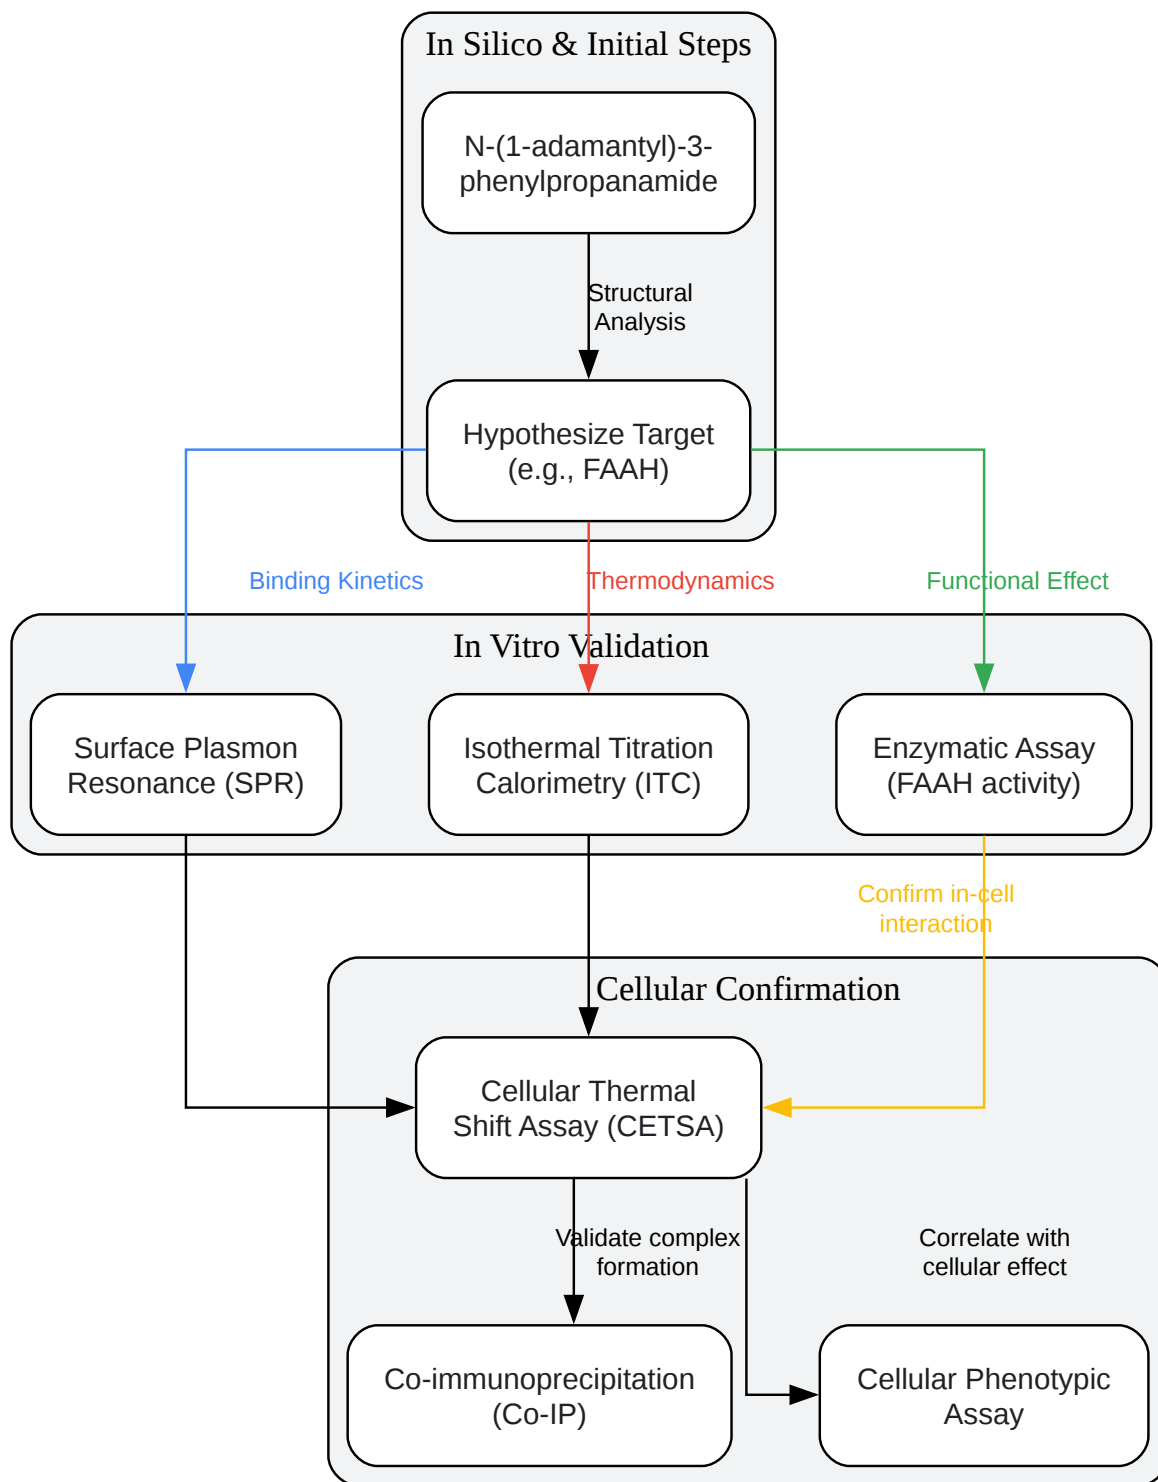 In Silico & Initial Steps
N-(1-adamantyl)-3-
phenylpropanamide
Structural
Analysis
Hypothesize Target
(e.g., FAAH)
Binding Kinetics
Thermodynamics
Functional Effect
In Vitro Validation
Surface Plasmon
Resonance (SPR)
Isothermal Titration
Calorimetry (ITC)
Enzymatic Assay
(FAAH activity)
Confirm in-cell
interaction
Cellular Confirmation
Cellular Thermal
Shift Assay (CETSA)
Validate complex
formation
Correlate with
cellular effect
Co-immunoprecipitation
(Co-IP)
Cellular Phenotypic
Assay